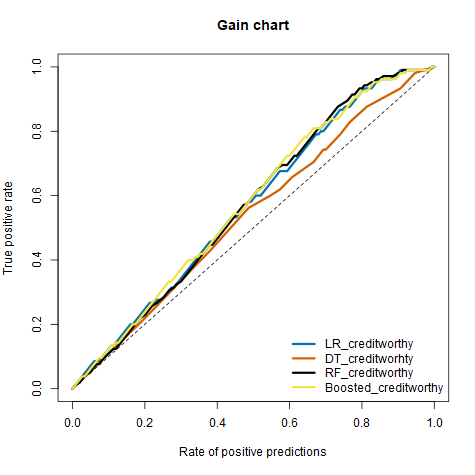 Gain chart
True positive rate
1.0
0.8
0.6
0.4
0.2
0.0
LR_creditworthy
DT_creditworhty
RF_creditworthy
Boosted_creditworthy
0.0 0.2 0.4 0.6 0.8 1.0
Rate of positive predictions